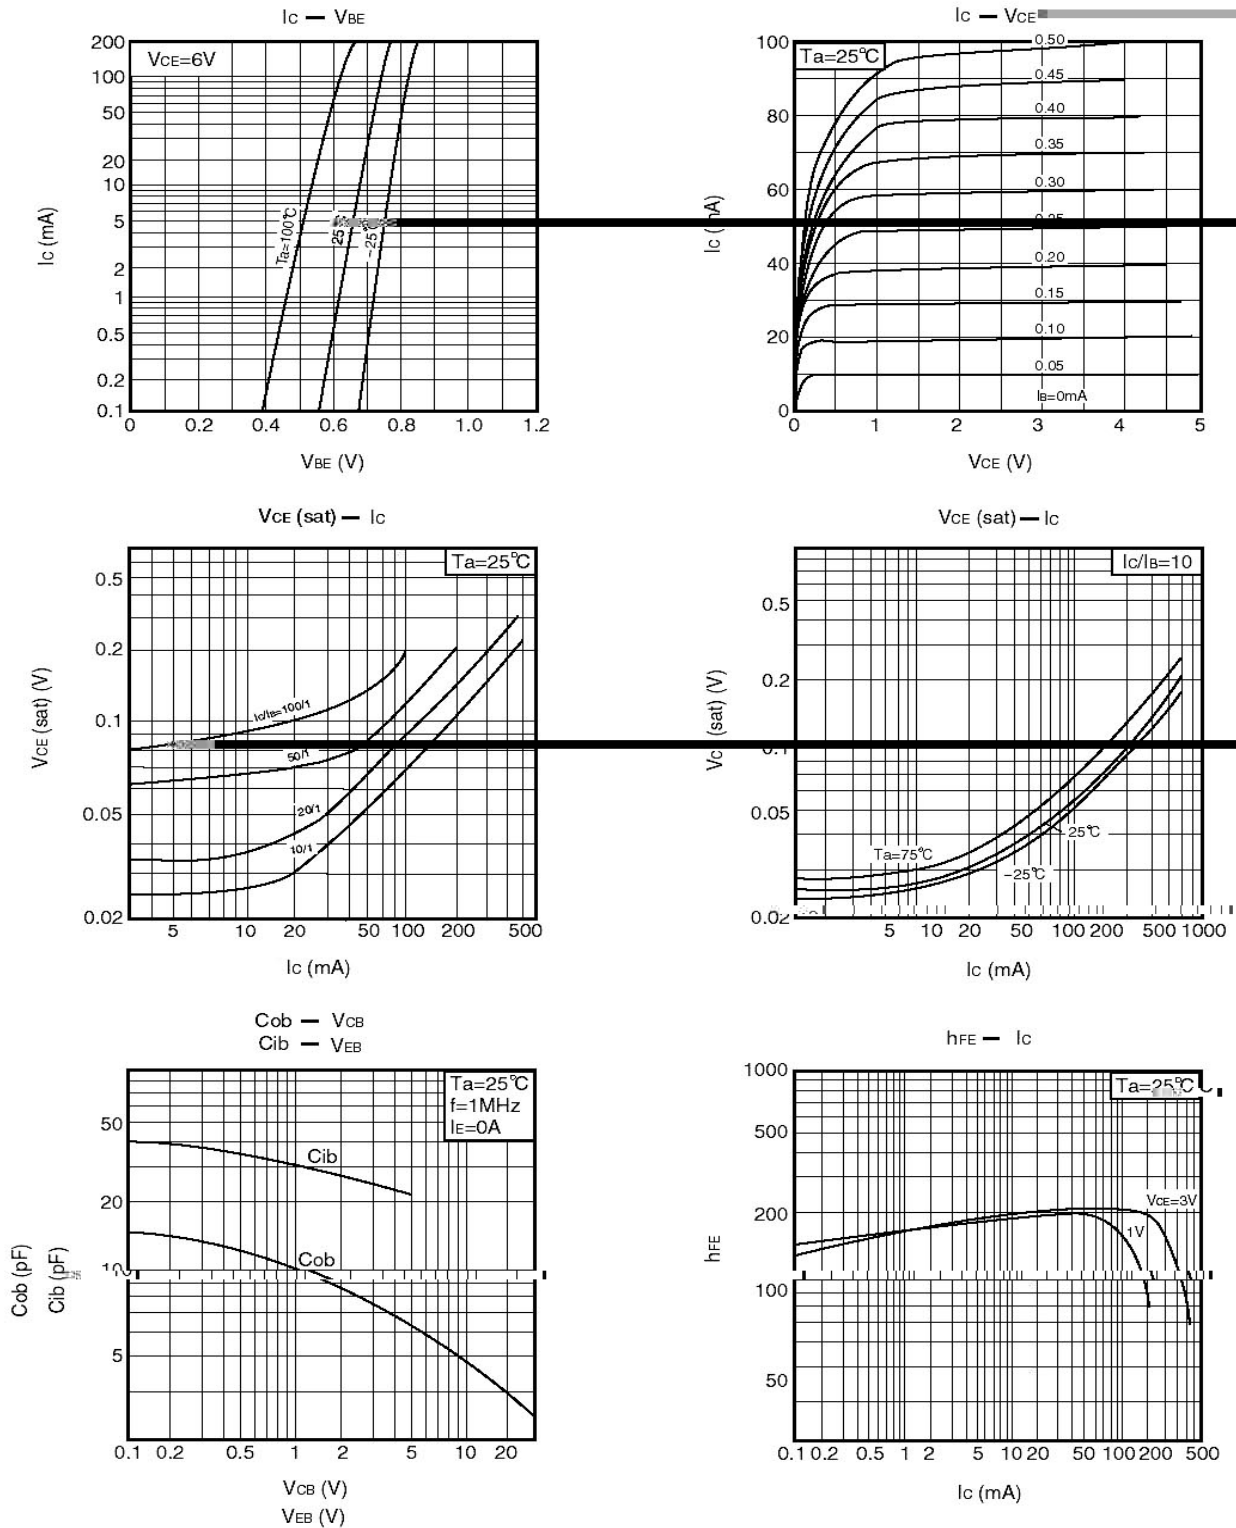 Ic — VBE
200
100
50
20
10
5
2
1
0.5
0.2
0.1
VCE=6V
Ta=100°C
25
-25
Ic (mA)
0 0.2 0.4 0.6 0.8 1.0 1.2
VBE (V)
Ic — VCE
100
80
60
40
20
0
Ta=25°C
0.50
0.45
0.40
0.35
0.30
0.20
0.15
0.10
0.05
IB=0mA
0 1 2 3 4 5
VCE (V)
VCE (sat) — Ic
0.5
0.2
0.1
0.05
0.02
Ta=25°C
Ic/IB=100/1
50/1
20/1
10/1
VCE (sat) (V)
5 10 20 50 100 200 500
Ic (mA)
VCE (sat) — Ic
0.5
0.2
0.05
Ic/IB=10
Ta=75°C
25°C
-25°C
(sat) (V)
5 10 20 50 100 200 500 1000
Ic (mA)
Cob — VCB
Cib — VEB
50
20
10
5
Ta=25°C
f=1MHz
IE=0A
Cib
Cob
Cob (pF)
Cib (pF)
0.1 0.2 0.5 1 2 5 10 20
VCB (V)
VEB (V)
hFE — Ic
1000
500
200
100
50
Ta=25°C
VCE=3V
1V
hFE
0.1 0.2 0.5 1 2 5 10 20 50 100 200 500
Ic (mA)